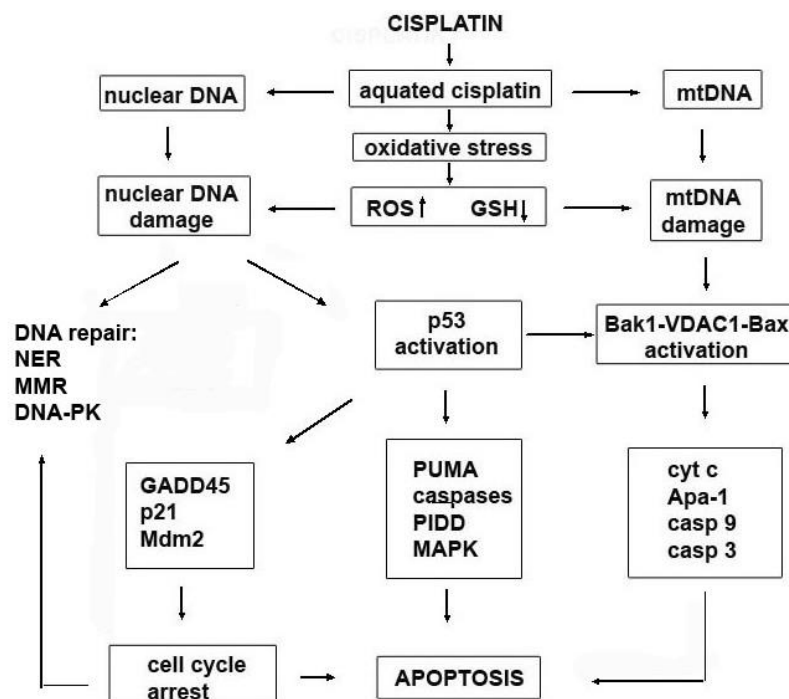 CISPLATIN
nuclear DNA
aquated cisplatin
mtDNA
oxidative stress
nuclear DNA
damage
ROS GSH
mtDNA
damage
DNA repair:
NER
MMR
DNA-PK
p53
activation
Bak1-VDAC1-Bax
activation
GADD45
p21
Mdm2
PUMA
caspases
PIDD
MAPK
cyt c
Apa-1
casp 9
casp 3
cell cycle
arrest
APOPTOSIS